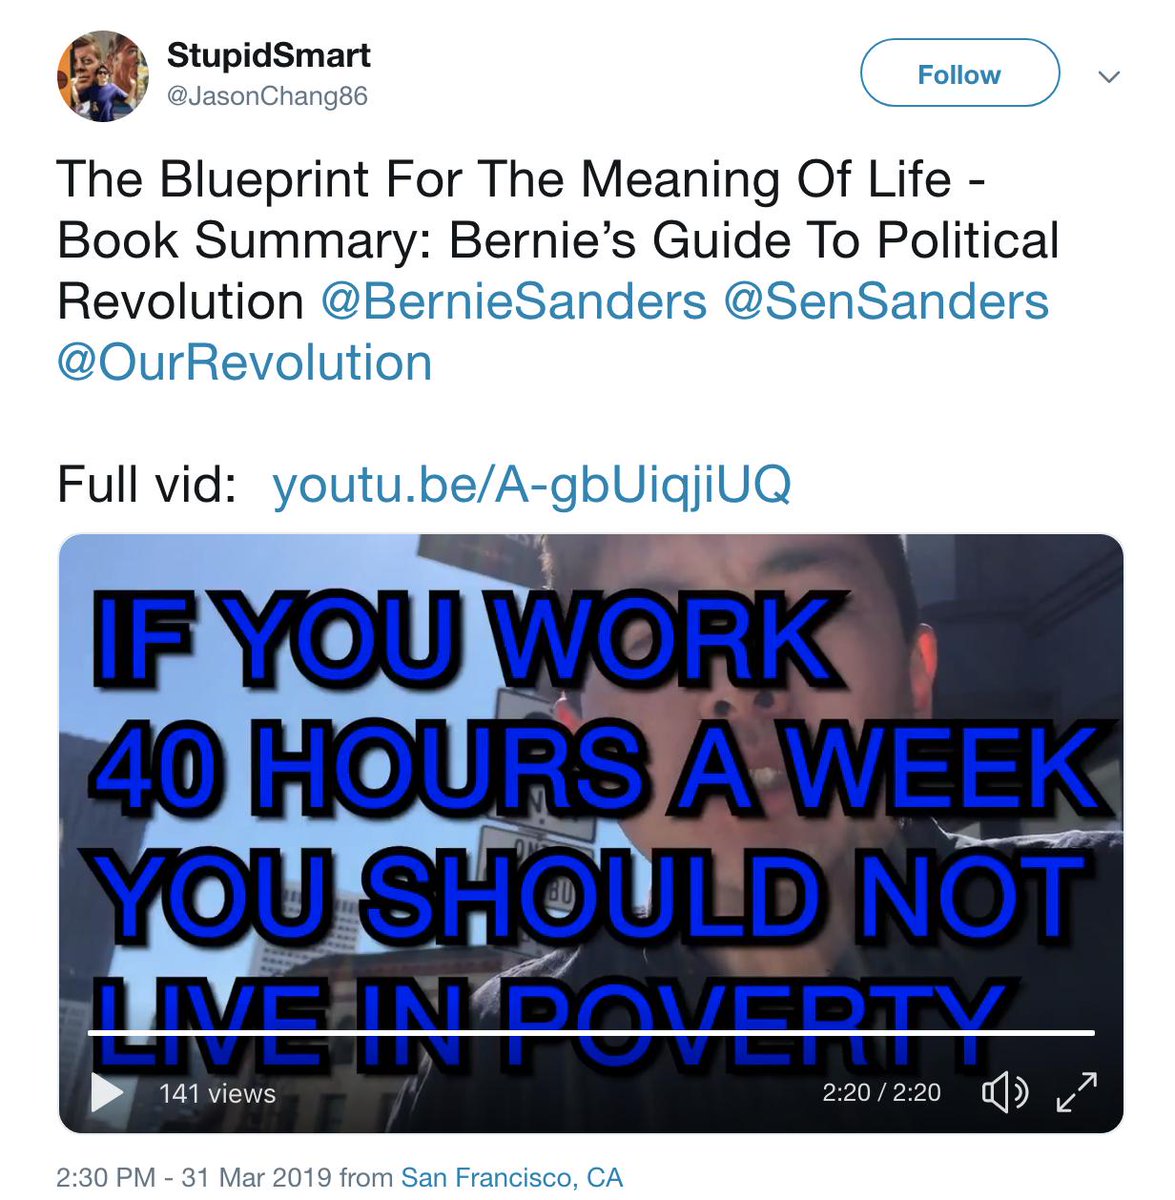 StupidSmart
@JasonChang86
Follow
The Blueprint For The Meaning Of Life -
Book Summary: Bernie’s Guide To Political
Revolution @BernieSanders @SenSanders
@OurRevolution
Full vid: youtu.be/A-gbUiqjiUQ
IF YOU WORK
40 HOURS A WEEK
YOU SHOULD NOT
LIVE IN POVERTY
141 views
2:20 / 2:20
2:30 PM - 31 Mar 2019 from San Francisco, CA